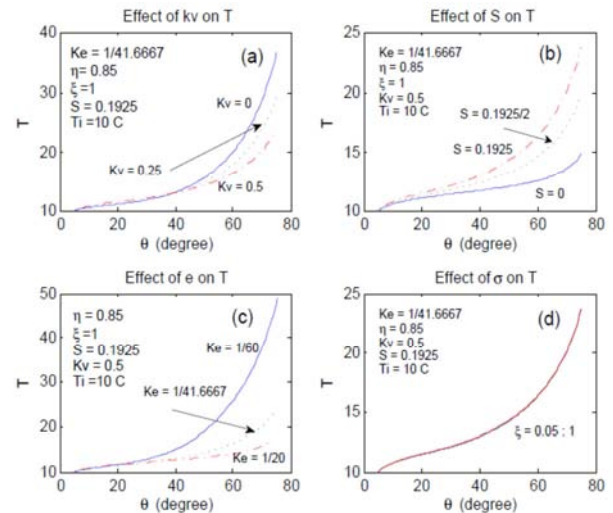 Effect of kv on T
(a)
Ke = 1/41.6667
η= 0.85
ξ =1
S = 0.1925
Ti =10 C
Kv = 0
Kv = 0.25
Kv = 0.5
T
40
30
20
10
0 20 40 60 80
θ (degree)
Effect of S on T
(b)
Ke = 1/41.6667
η = 0.85
ξ = 1
Kv = 0.5
Ti = 10 C
S = 0.1925/2
S = 0.1925
S = 0
T
25
20
15
10
0 20 40 60 80
θ (degree)
Effect of e on T
(c)
η = 0.85
ξ =1
S = 0.1925
Kv = 0.5
Ti =10 C
Ke = 1/60
Ke = 1/41.6667
Ke = 1/20
T
50
40
30
20
10
0 20 40 60 80
θ (degree)
Effect of σ on T
(d)
Ke = 1/41.6667
η = 0.85
Kv = 0.5
S = 0.1925
Ti = 10 C
ξ = 0.05 : 1
T
25
20
15
10
0 20 40 60 80
θ (degree)